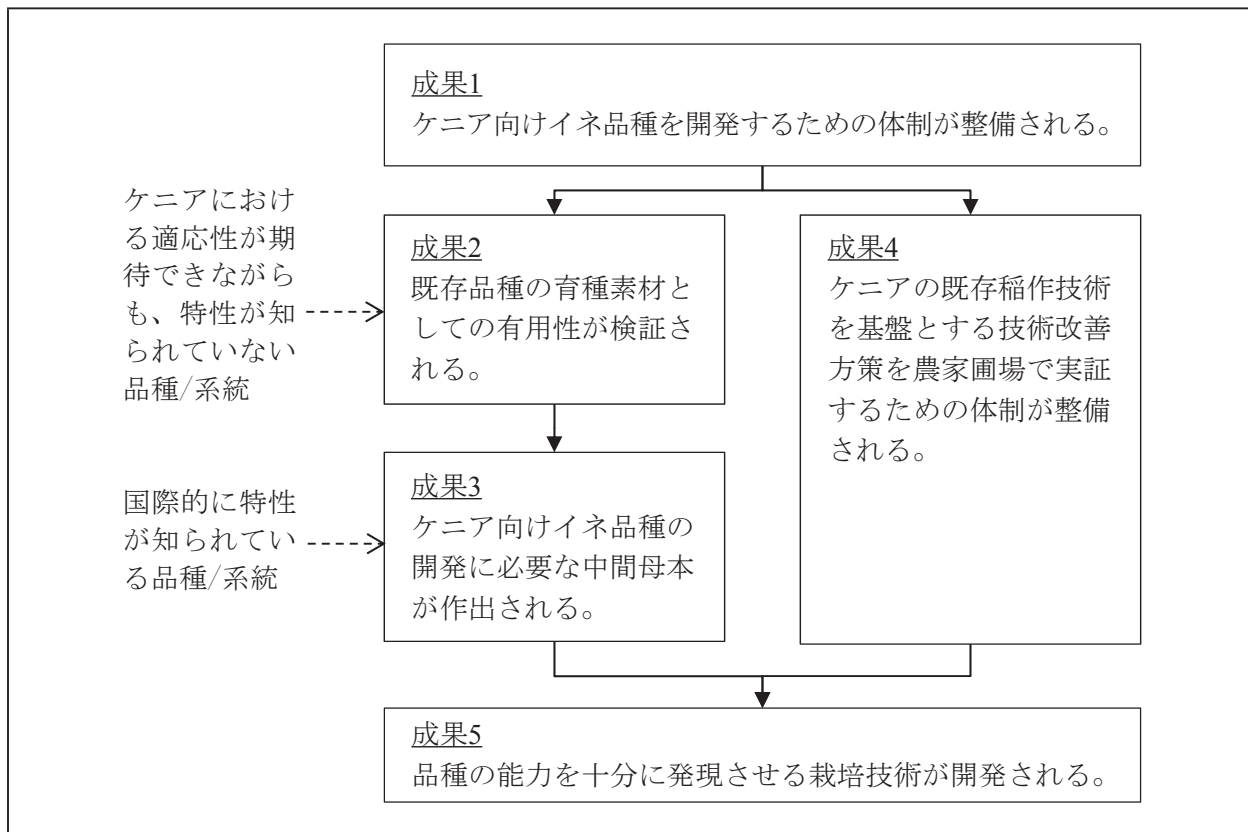 成果1
ケニア向けイネ品種を開発するための体制が整備される。
ケニアにおけ
る適応性が期
待できながら
も、特性が知
られていない
品種/系統
成果2
既存品種の育種素材と
しての有用性が検証さ
れる。
成果4
ケニアの既存稲作技術
を基盤とする技術改善
方策を農家圃場で実証
するための体制が整備
される。
国際的に特性
が知られてい
る品種/系統
成果3
ケニア向けイネ品種の
開発に必要な中間母本
が作出される。
成果5
品種の能力を十分に発現させる栽培技術が開発される。